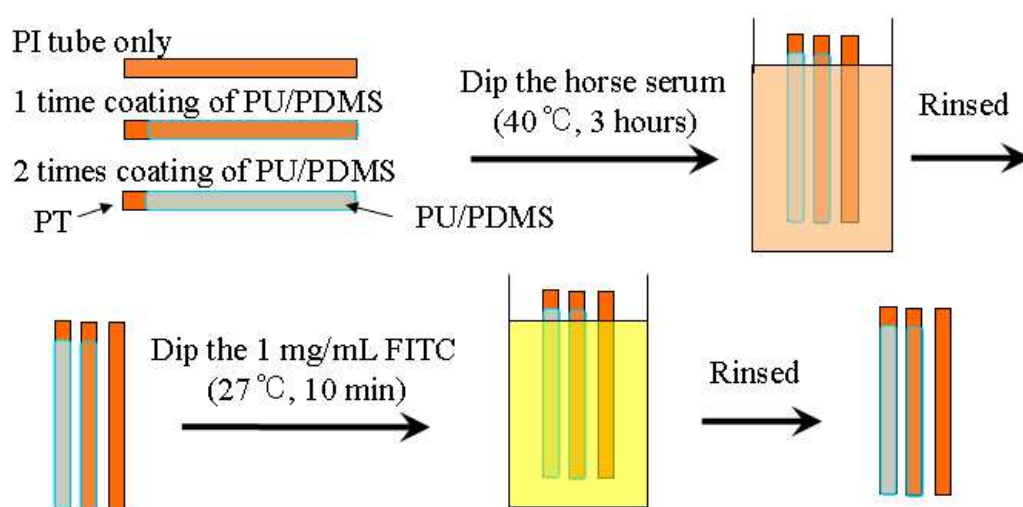 PI tube only
1 time coating of PU/PDMS
2 times coating of PU/PDMS
PT
PU/PDMS
Dip the horse serum
(40℃, 3 hours)
Rinsed
Dip the 1 mg/mL FITC
(27℃, 10 min)
Rinsed